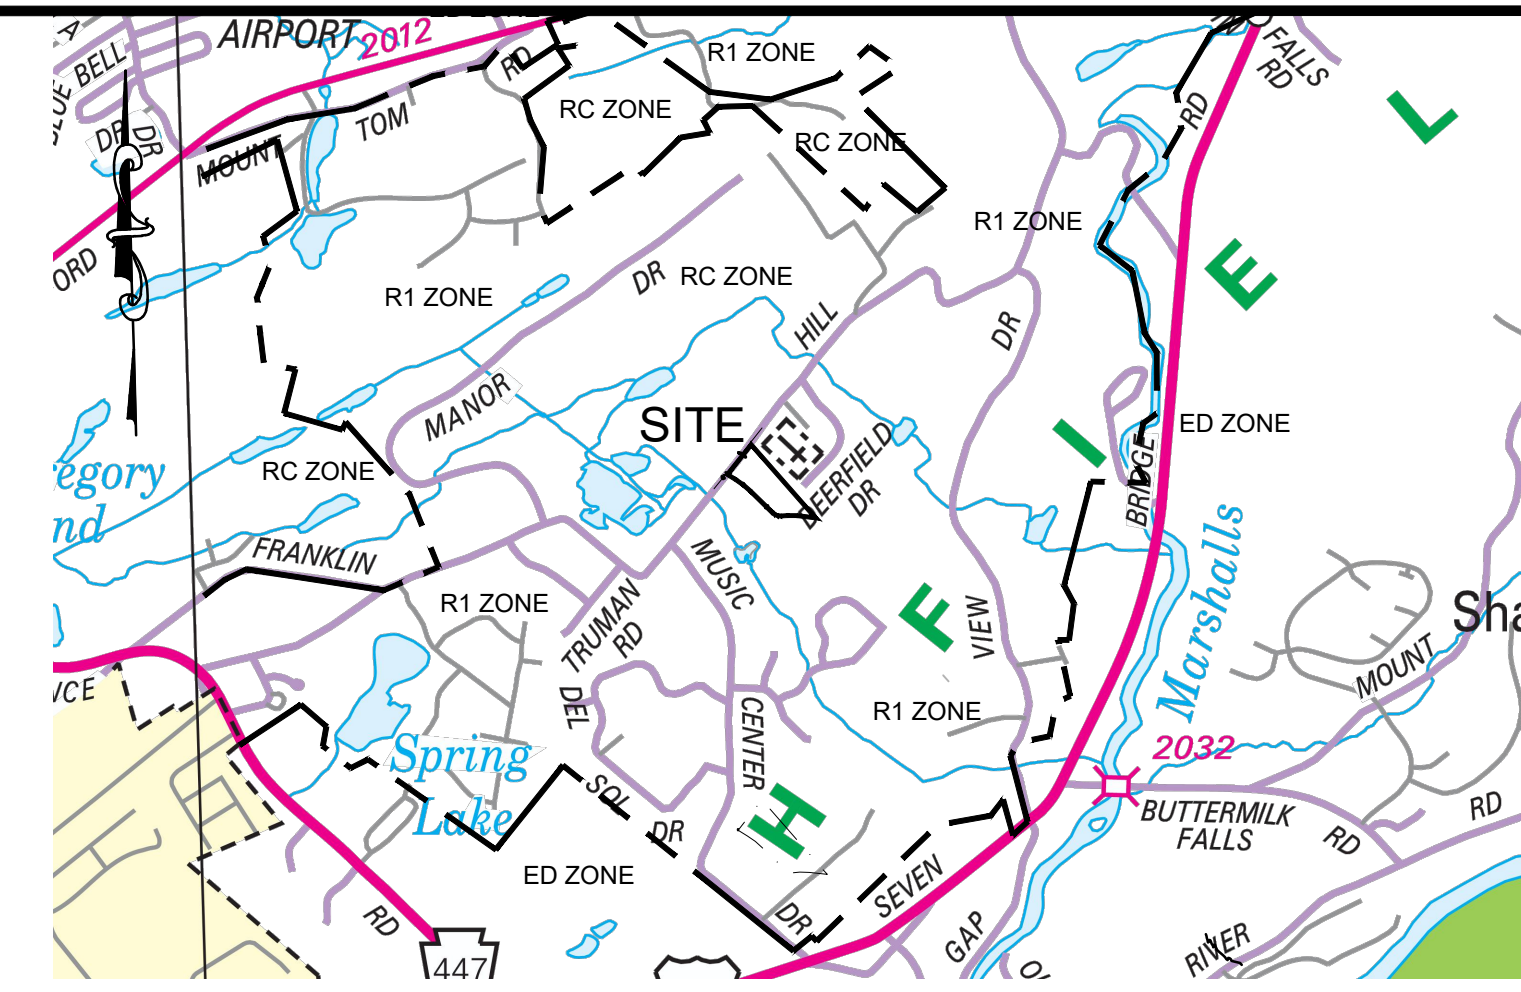 AIRPORT
2012
BLUE BELL
DR
DR
RD
FALLS
RD
R1 ZONE
RC ZONE
TOM
MOUNT
RC ZONE
RD
L
R1 ZONE
ORD
R1 ZONE
DR
RC ZONE
E
HILL
DR
MANOR
SITE
ED ZONE
I
RC ZONE
egory
nd
DEERFIELD
DR
BRIDGE
Marshalls
FRANKLIN
MUSIC
R1 ZONE
TRUMAN
RD
F
VIEW
Sha
MOUNT
NCE
DEL
CENTER
R1 ZONE
Spring
Lake
2032
SOL
DR
H
BUTTERMILK
FALLS
RD
RD
ED ZONE
SEVEN
RD
DR
GAP
RIVER
447